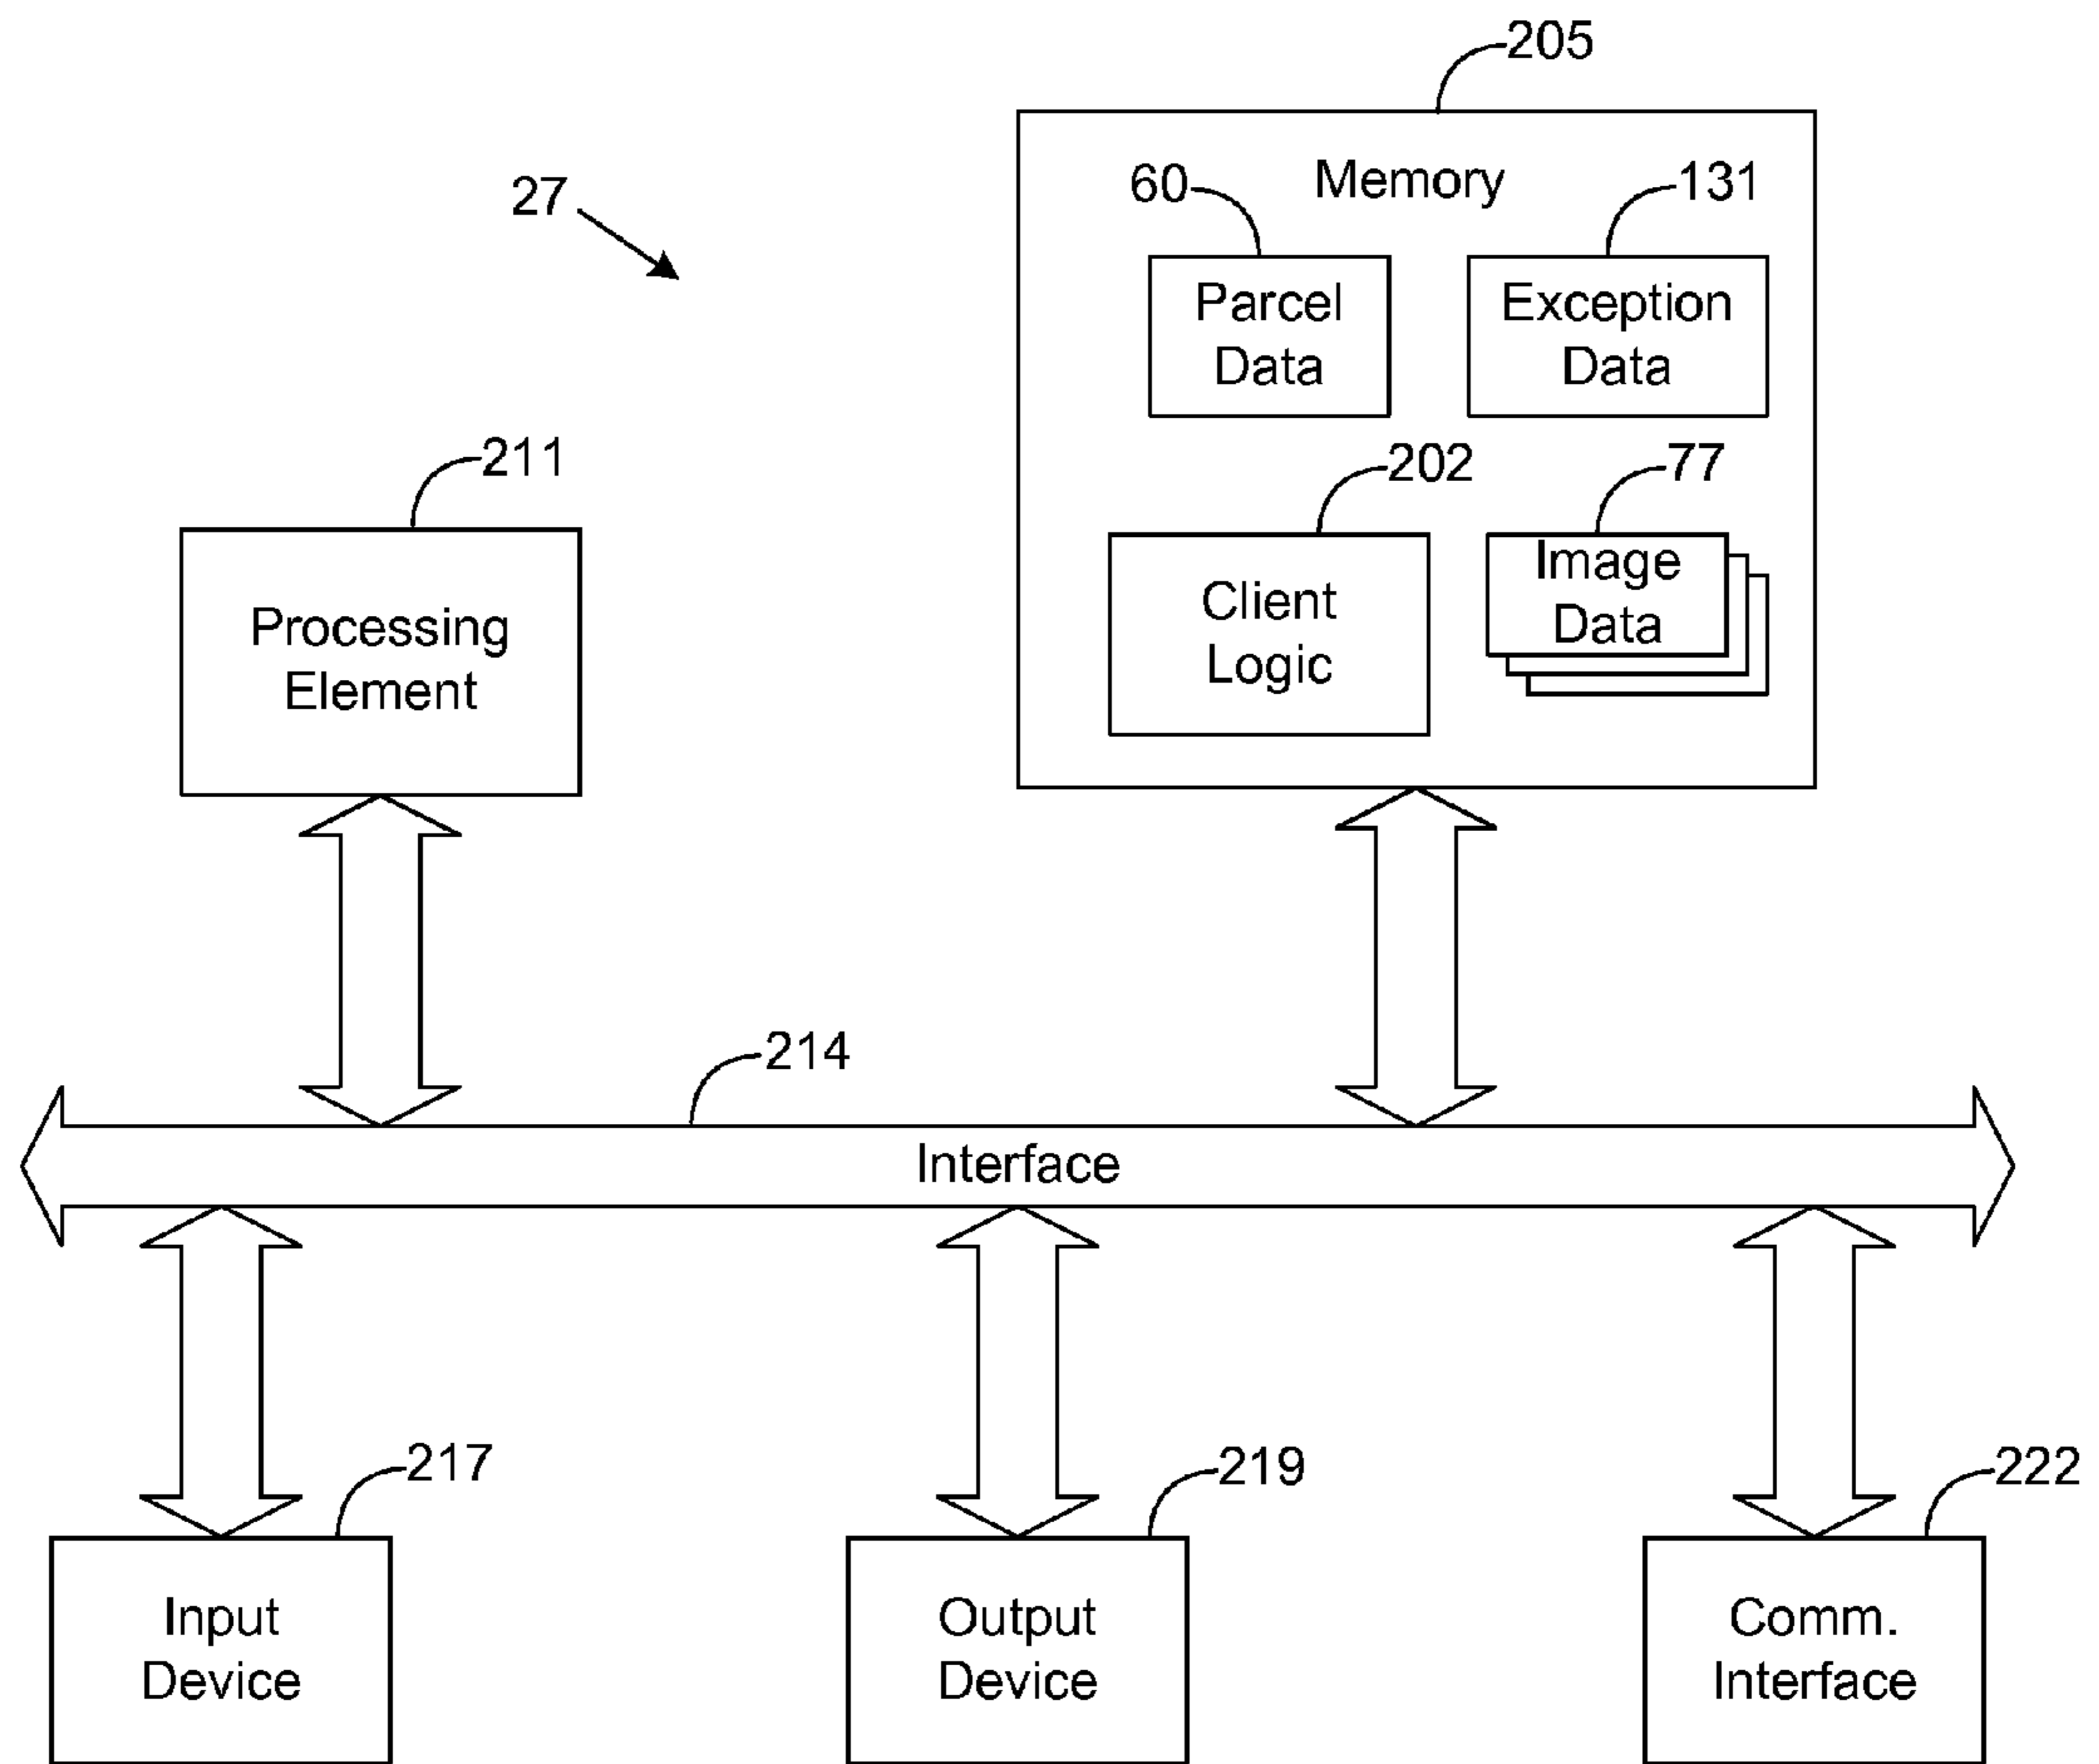 205
60
Memory
131
27
Parcel
Data
Exception
Data
211
202
77
Processing
Element
Client
Logic
Image
Data
214
Interface
217
219
222
Input
Device
Output
Device
Comm.
Interface